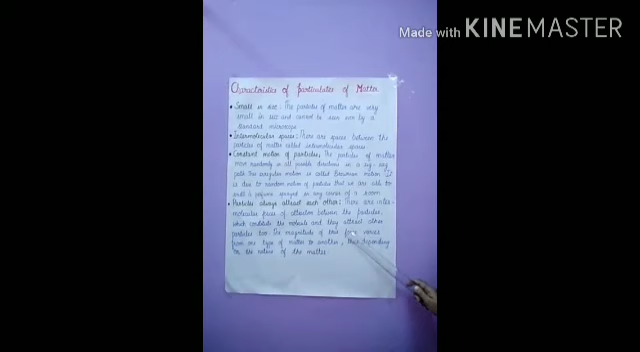 Made with KINEMASTER
Characteristics of Particulates of Matter
• Small in size: The particles of matter are very
small in size and cannot be seen even by a
standard microscope.
• Intermolecular spaces: There are spaces between the
particles of matter called intermolecular spaces.
• Constant motion of particles: The particles of matter
move randomly in all possible directions in a zig-zag
path. This irregular motion is called Brownian motion. It
is due to random motion of particles that we are able to
smell a perfume sprayed in any corner of a room
• Particles always attract each other: There are inter-
molecular forces of attraction between the particles,
which constitute the molecule and they attract other
particles too. The magnitude of this force varies
from one type of matter to another, thus depending
on the nature of the matter.